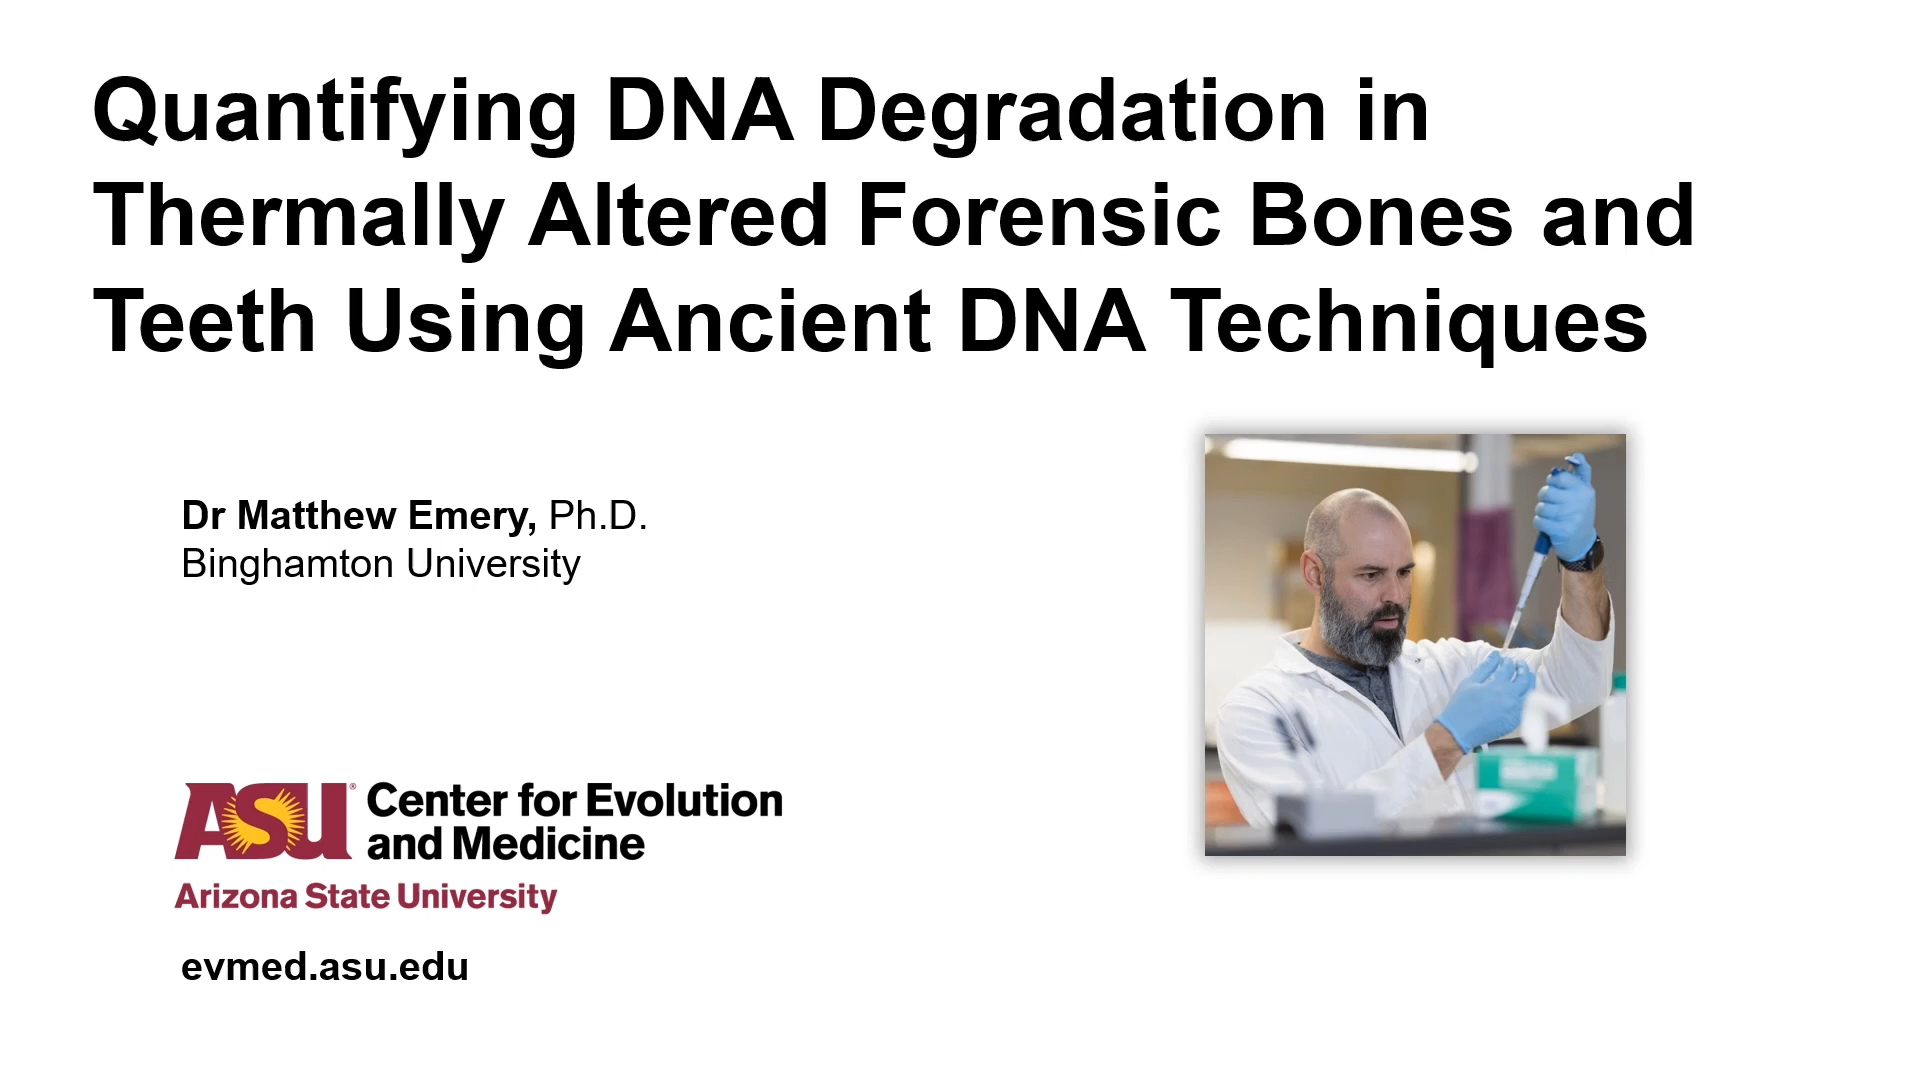 Quantifying DNA Degradation in
Thermally Altered Forensic Bones and
Teeth Using Ancient DNA Techniques
Dr Matthew Emery, Ph.D.
Binghamton University
ASU® Center for Evolution
and Medicine
Arizona State University
evmed.asu.edu